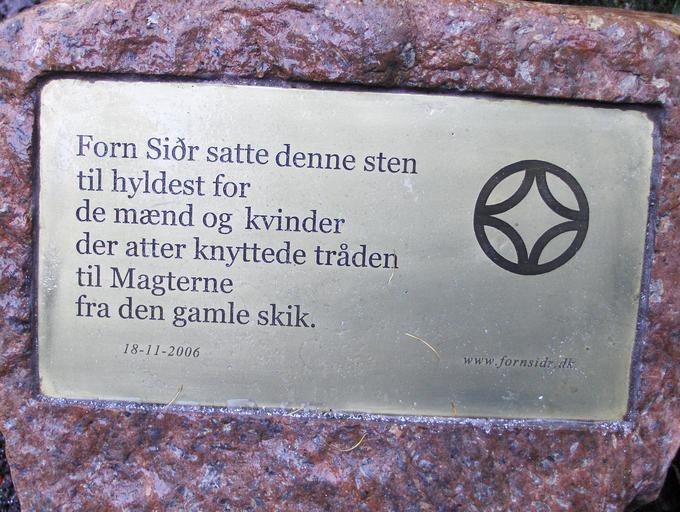 Forn Siðr satte denne sten
til hyldest for
de mænd og kvinder
der atter knyttede tråden
til Magterne
fra den gamle skik.
18-11-2006
www.fornsidr.dk